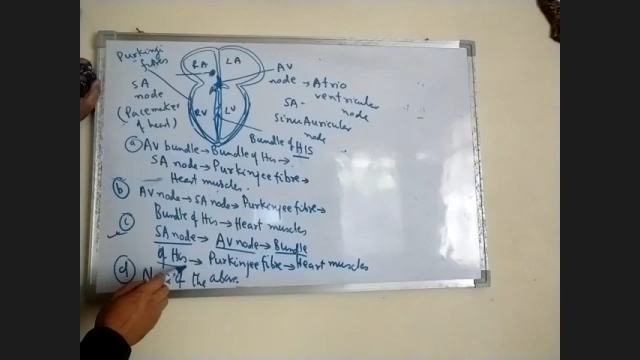 Purkinji
fibres
SA
node
(Pacemaker
of heart)
RA
LA
RV
LV
AV
node → Atrio
ventricular
node
SA-
Sinu Auricular
node
Bundle of HIS
(a) AV bundle → Bundle of His →
SA node → Purkinjee fibre →
Heart muscles.
(b) AV node → SA node → Purkinjee fibre →
Bundle of His → Heart muscles
(c) SA node → AV node → Bundle
of His → Purkinjee fibre → Heart muscles
(d) of the above.